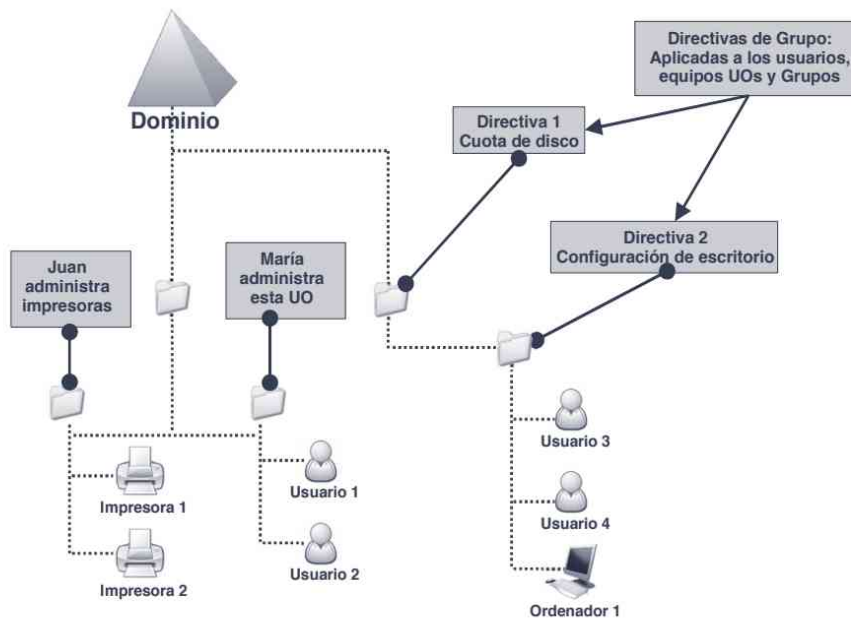 Dominio
Directivas de Grupo:
Aplicadas a los usuarios,
equipos UOs y Grupos
Directiva 1
Cuota de disco
Directiva 2
Configuración de escritorio
Juan
administra
impresoras
María
administra
esta UO
Impresora 1
Impresora 2
Usuario 1
Usuario 2
Usuario 3
Usuario 4
Ordenador 1